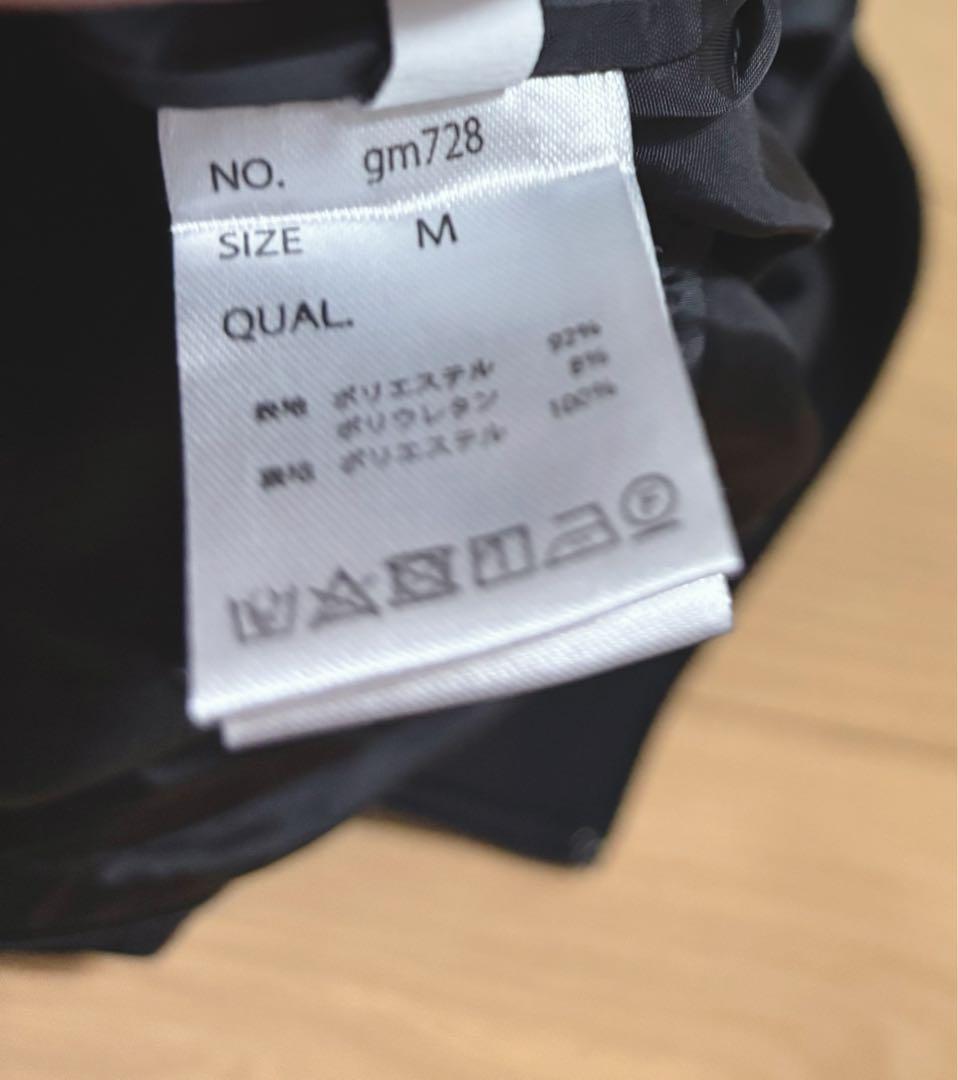 NO. gm728
SIZE M
QUAL.
表地 ポリエステル 92%
ポリウレタン 8%
裏地 ポリエステル 100%